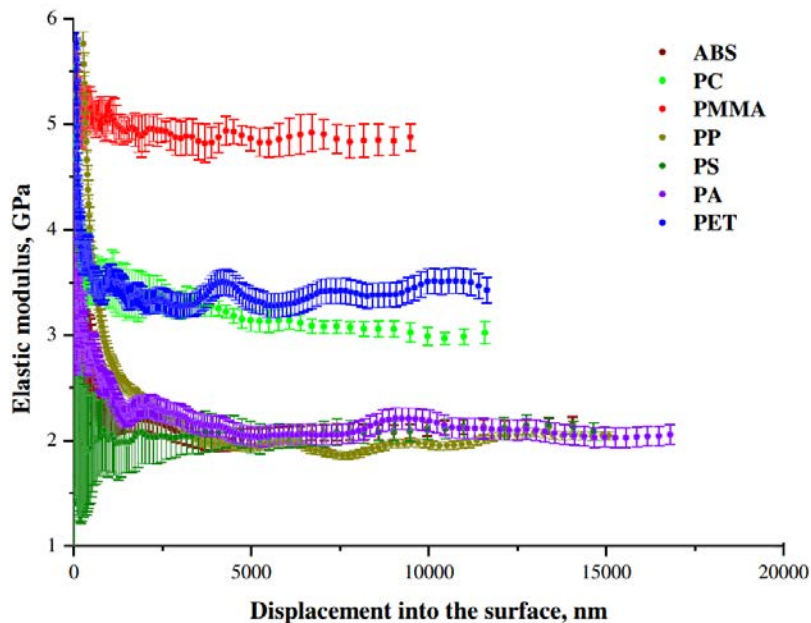 6
5
4
3
2
1
Elastic modulus, GPa
ABS
PC
PMMA
PP
PS
PA
PET
0
5000
10000
15000
20000
Displacement into the surface, nm